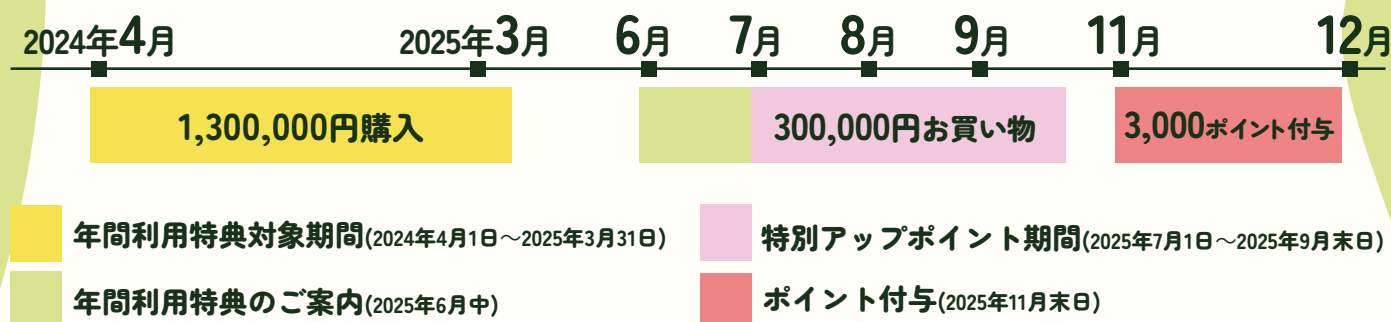 2024年4月 2025年3月 6月 7月 8月 9月 11月 12月
1,300,000円購入 300,000円お買い物 3,000ポイント付与
年間利用特典対象期間(2024年4月1日～2025年3月31日) 特別アップポイント期間(2025年7月1日～2025年9月末日)
年間利用特典のご案内(2025年6月中) ポイント付与(2025年11月末日)